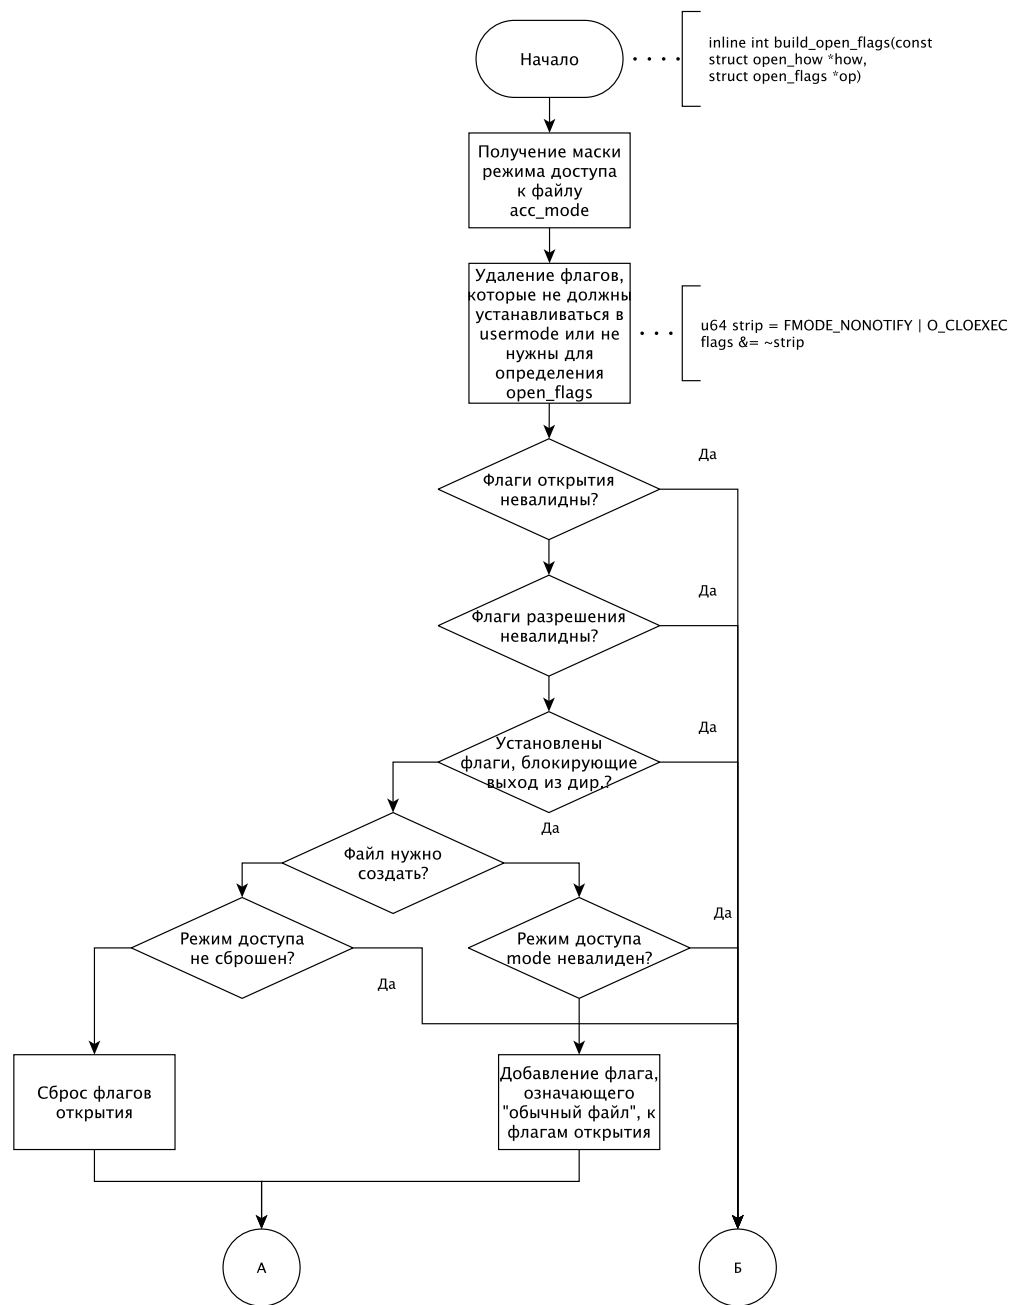 Начало
inline int build_open_flags(const
struct open_how *how,
struct open_flags *op)
Получение маски
режима доступа
к файлу
acc_mode
Удаление флагов,
которые не должны
устанавливаться в
usermode или не
нужны для
определения
open_flags
u64 strip = FMODE_NONOTIFY | O_CLOEXEC
flags &= ~strip
Да
Флаги открытия
невалидны?
Да
Флаги разрешения
невалидны?
Да
Установлены
флаги, блокирующие
выход из дир.?
Да
Файл нужно
создать?
Да
Режим доступа
не сброшен?
Режим доступа
mode невалиден?
Да
Сброс флагов
открытия
Добавление флага,
означающего
"обычный файл", к
флагам открытия
А
Б